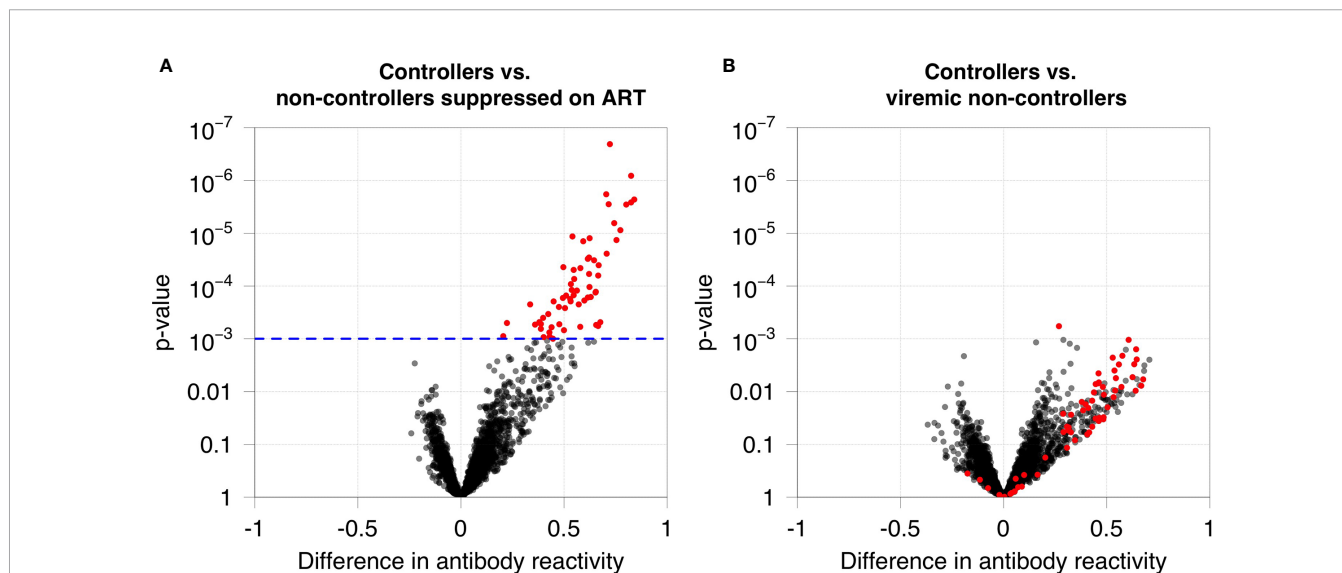 A
Controllers vs.
non-controllers suppressed on ART
10⁻⁷
10⁻⁶
10⁻⁵
10⁻⁴
10⁻³
0.01
0.1
1
p-value
-1
-0.5
0
0.5
1
Difference in antibody reactivity
B
Controllers vs.
viremic non-controllers
10⁻⁷
10⁻⁶
10⁻⁵
10⁻⁴
10⁻³
0.01
0.1
1
p-value
-1
-0.5
0
0.5
1
Difference in antibody reactivity